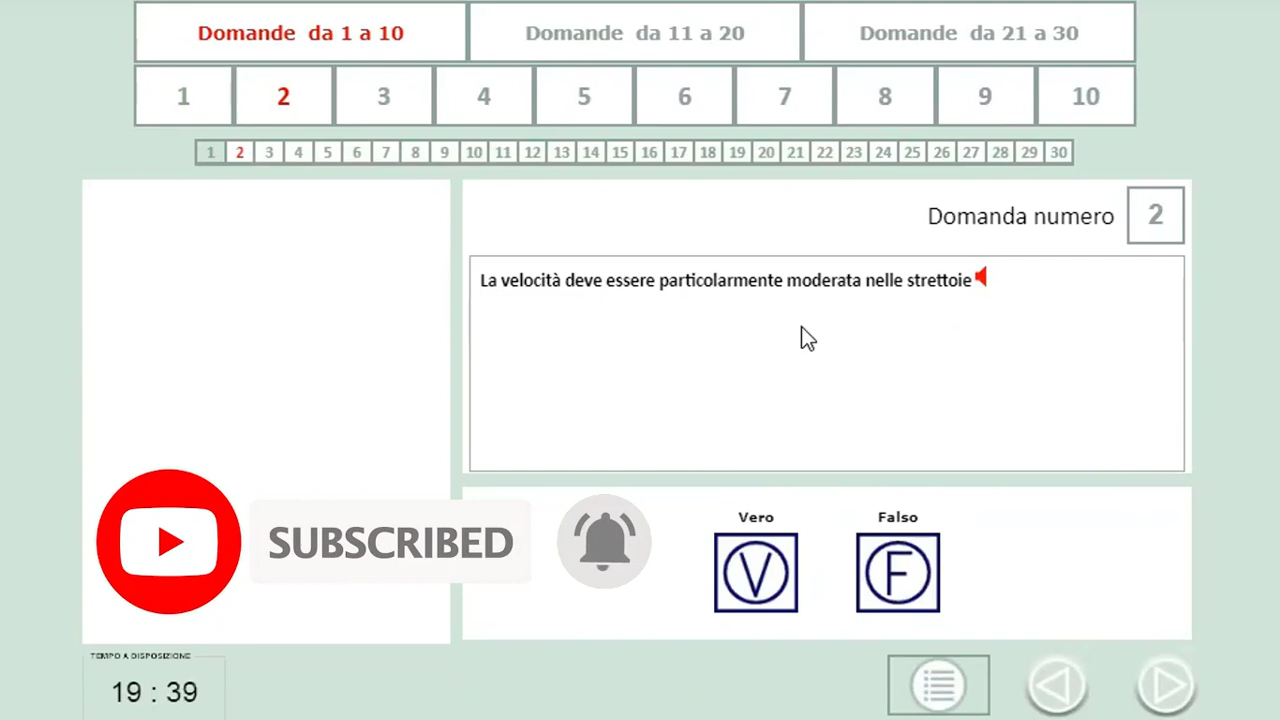 Domande da 1 a 10
Domande da 11 a 20
Domande da 21 a 30
1 2 3 4 5 6 7 8 9 10
1 2 3 4 5 6 7 8 9 10 11 12 13 14 15 16 17 18 19 20 21 22 23 24 25 26 27 28 29 30
Domanda numero 2
La velocità deve essere particolarmente moderata nelle strettoie
SUBSCRIBED
Vero
Falso
V
F
TEMPO A DISPOSIZIONE
19 : 39